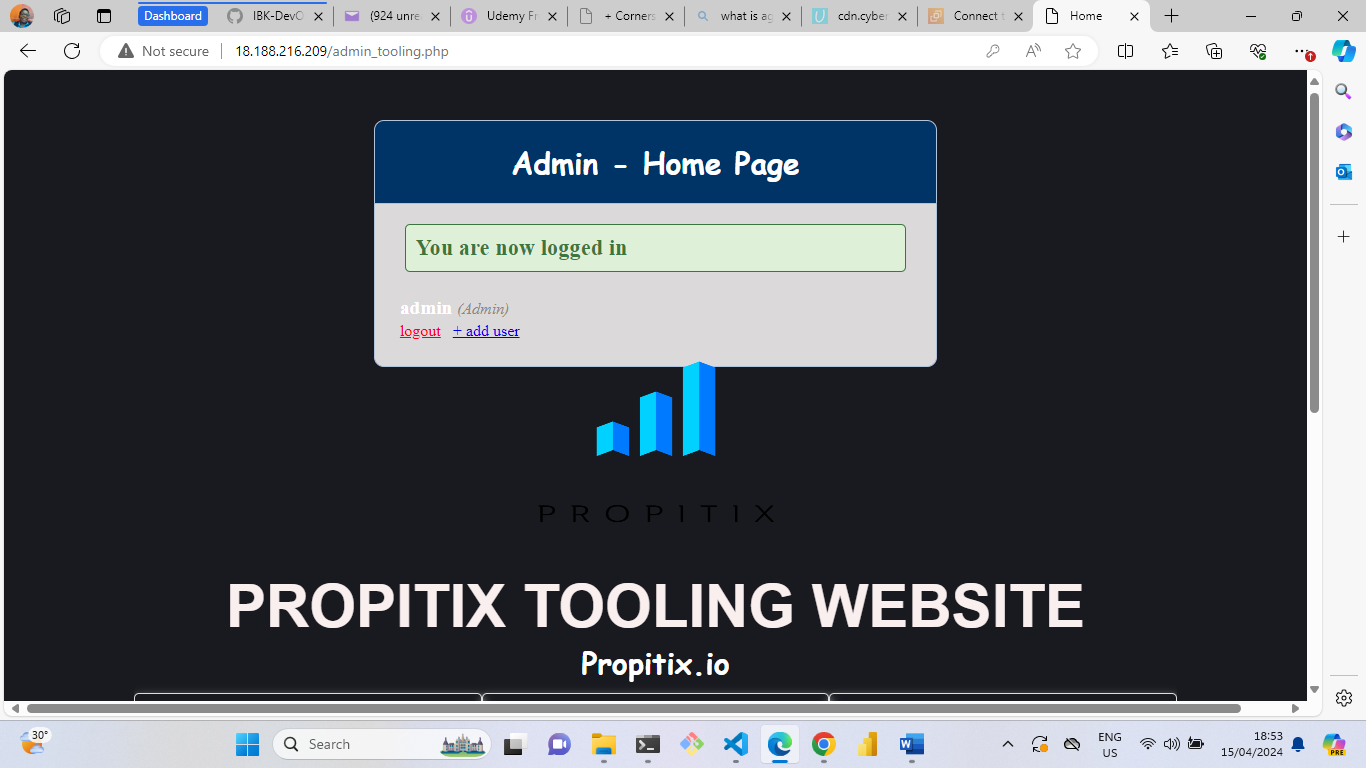 Dashboard
IBK-DevO
(924 unre
Udemy Fr
+ Corners
what is ag
cdn.cybe
Connect t
Home
Not secure
18.188.216.209/admin_tooling.php
Admin - Home Page
You are now logged in
admin (Admin)
logout + add user
PROPITIX
PROPITIX TOOLING WEBSITE
Propitix.io
30°
Search
ENG
US
18:53
15/04/2024
PRE